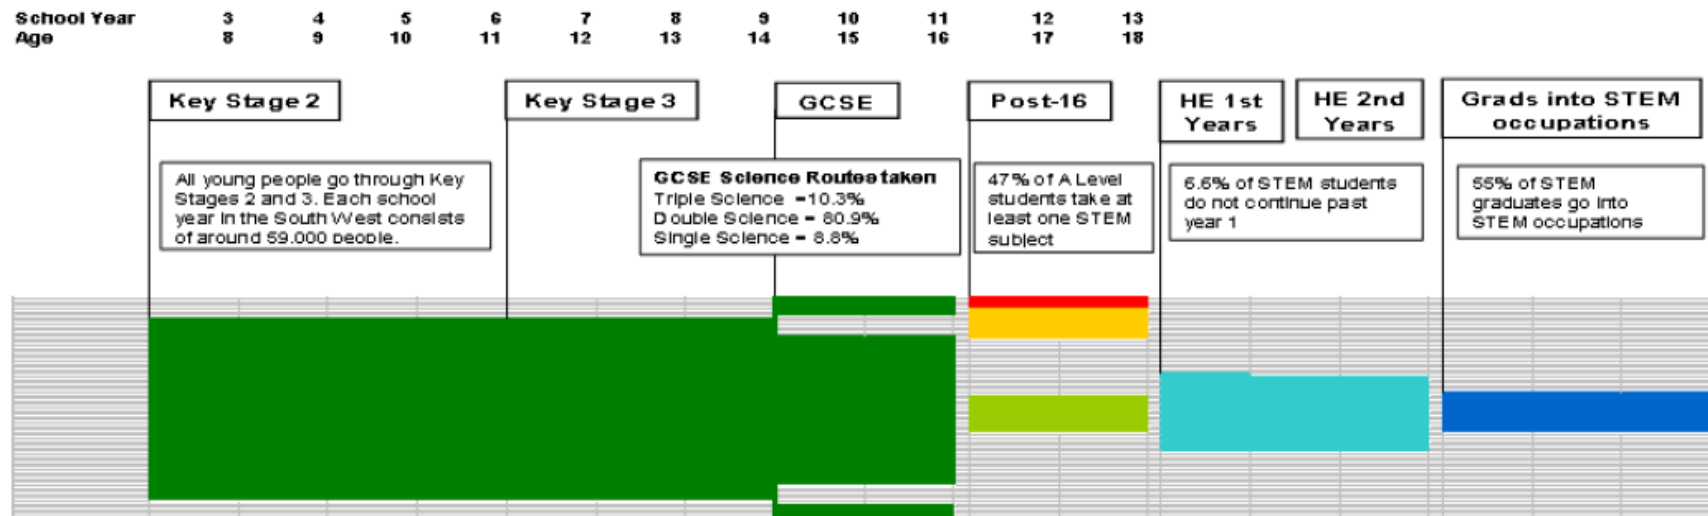 School Year 3 4 5 6 7 8 9 10 11 12 13
Age 8 9 10 11 12 13 14 15 16 17 18
Key Stage 2
Key Stage 3
GCSE
Post-16
HE 1st
Years
HE 2nd
Years
Grads into STEM
occupations
All young people go through Key
Stages 2 and 3. Each school
year in the South West consists
of around 59.000 people.
GCSE Science Routes taken
Triple Science =10.3%
Double Science = 80.9%
Single Science = 8.8%
47% of A Level
students take at
least one STEM
subject
6.6% of STEM students
do not continue past
year 1
55% of STEM
graduates go into
STEM occupations